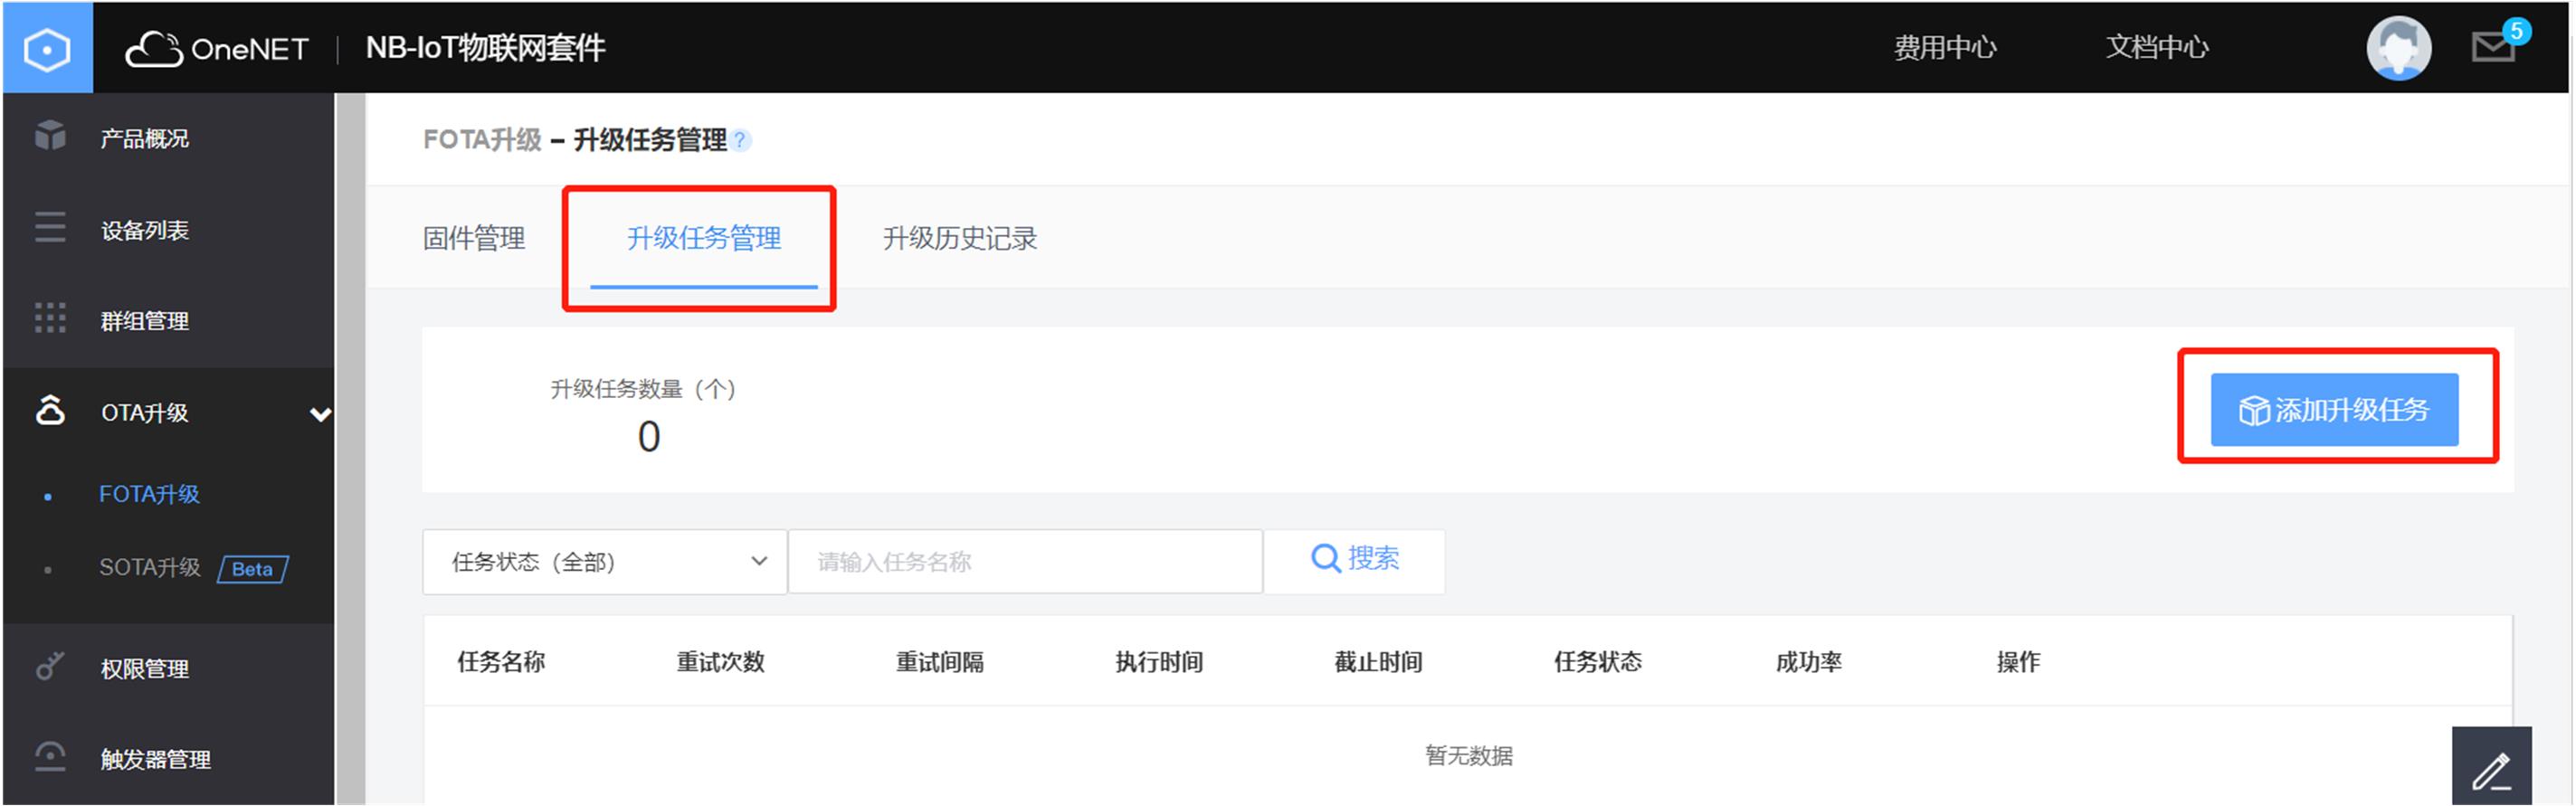 OneNET | NB-IoT物联网套件 费用中心 文档中心 5
产品概况
设备列表
群组管理
OTA升级
FOTA升级
SOTA升级 Beta
权限管理
触发器管理
FOTA升级 – 升级任务管理 ?
固件管理 升级任务管理 升级历史记录
升级任务数量（个）
0
添加升级任务
任务状态（全部） 请输入任务名称 搜索
任务名称 重试次数 重试间隔 执行时间 截止时间 任务状态 成功率 操作
暂无数据